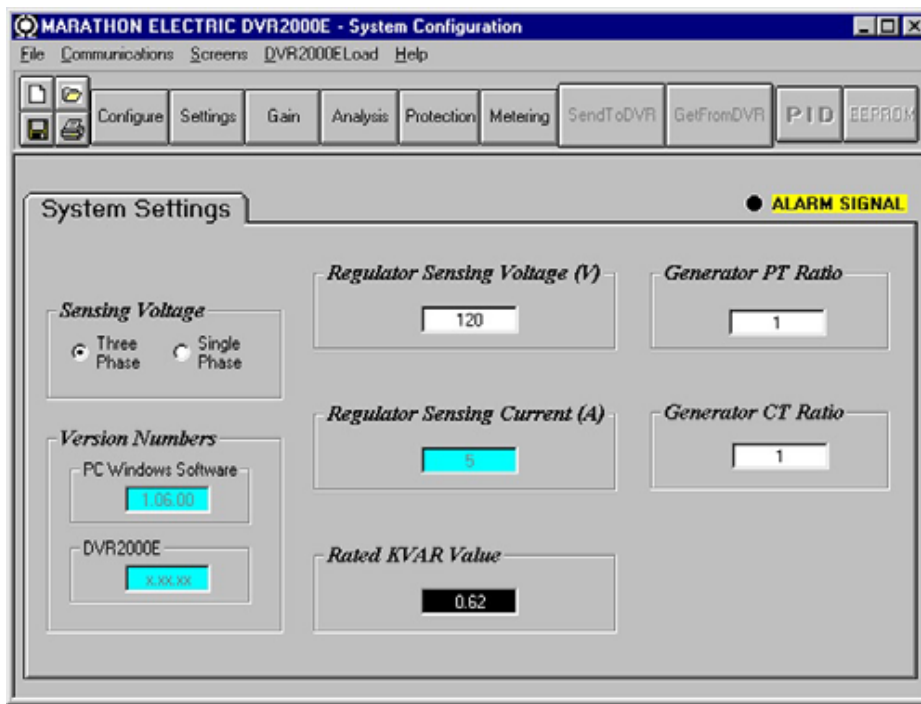 MARATHON ELECTRIC DVR2000E - System Configuration
File Communications Screens DVR2000ELoad Help
Configure Settings Gain Analysis Protection Metering SendToDVR GetFromDVR PID EEPROM
System Settings
ALARM SIGNAL
Sensing Voltage
Three Phase
Single Phase
Regulator Sensing Voltage (V)
120
Generator PT Ratio
1
Version Numbers
PC Windows Software
1.06.00
DVR2000E
x.xx.xx
Regulator Sensing Current (A)
5
Generator CT Ratio
1
Rated KVAR Value
0.62